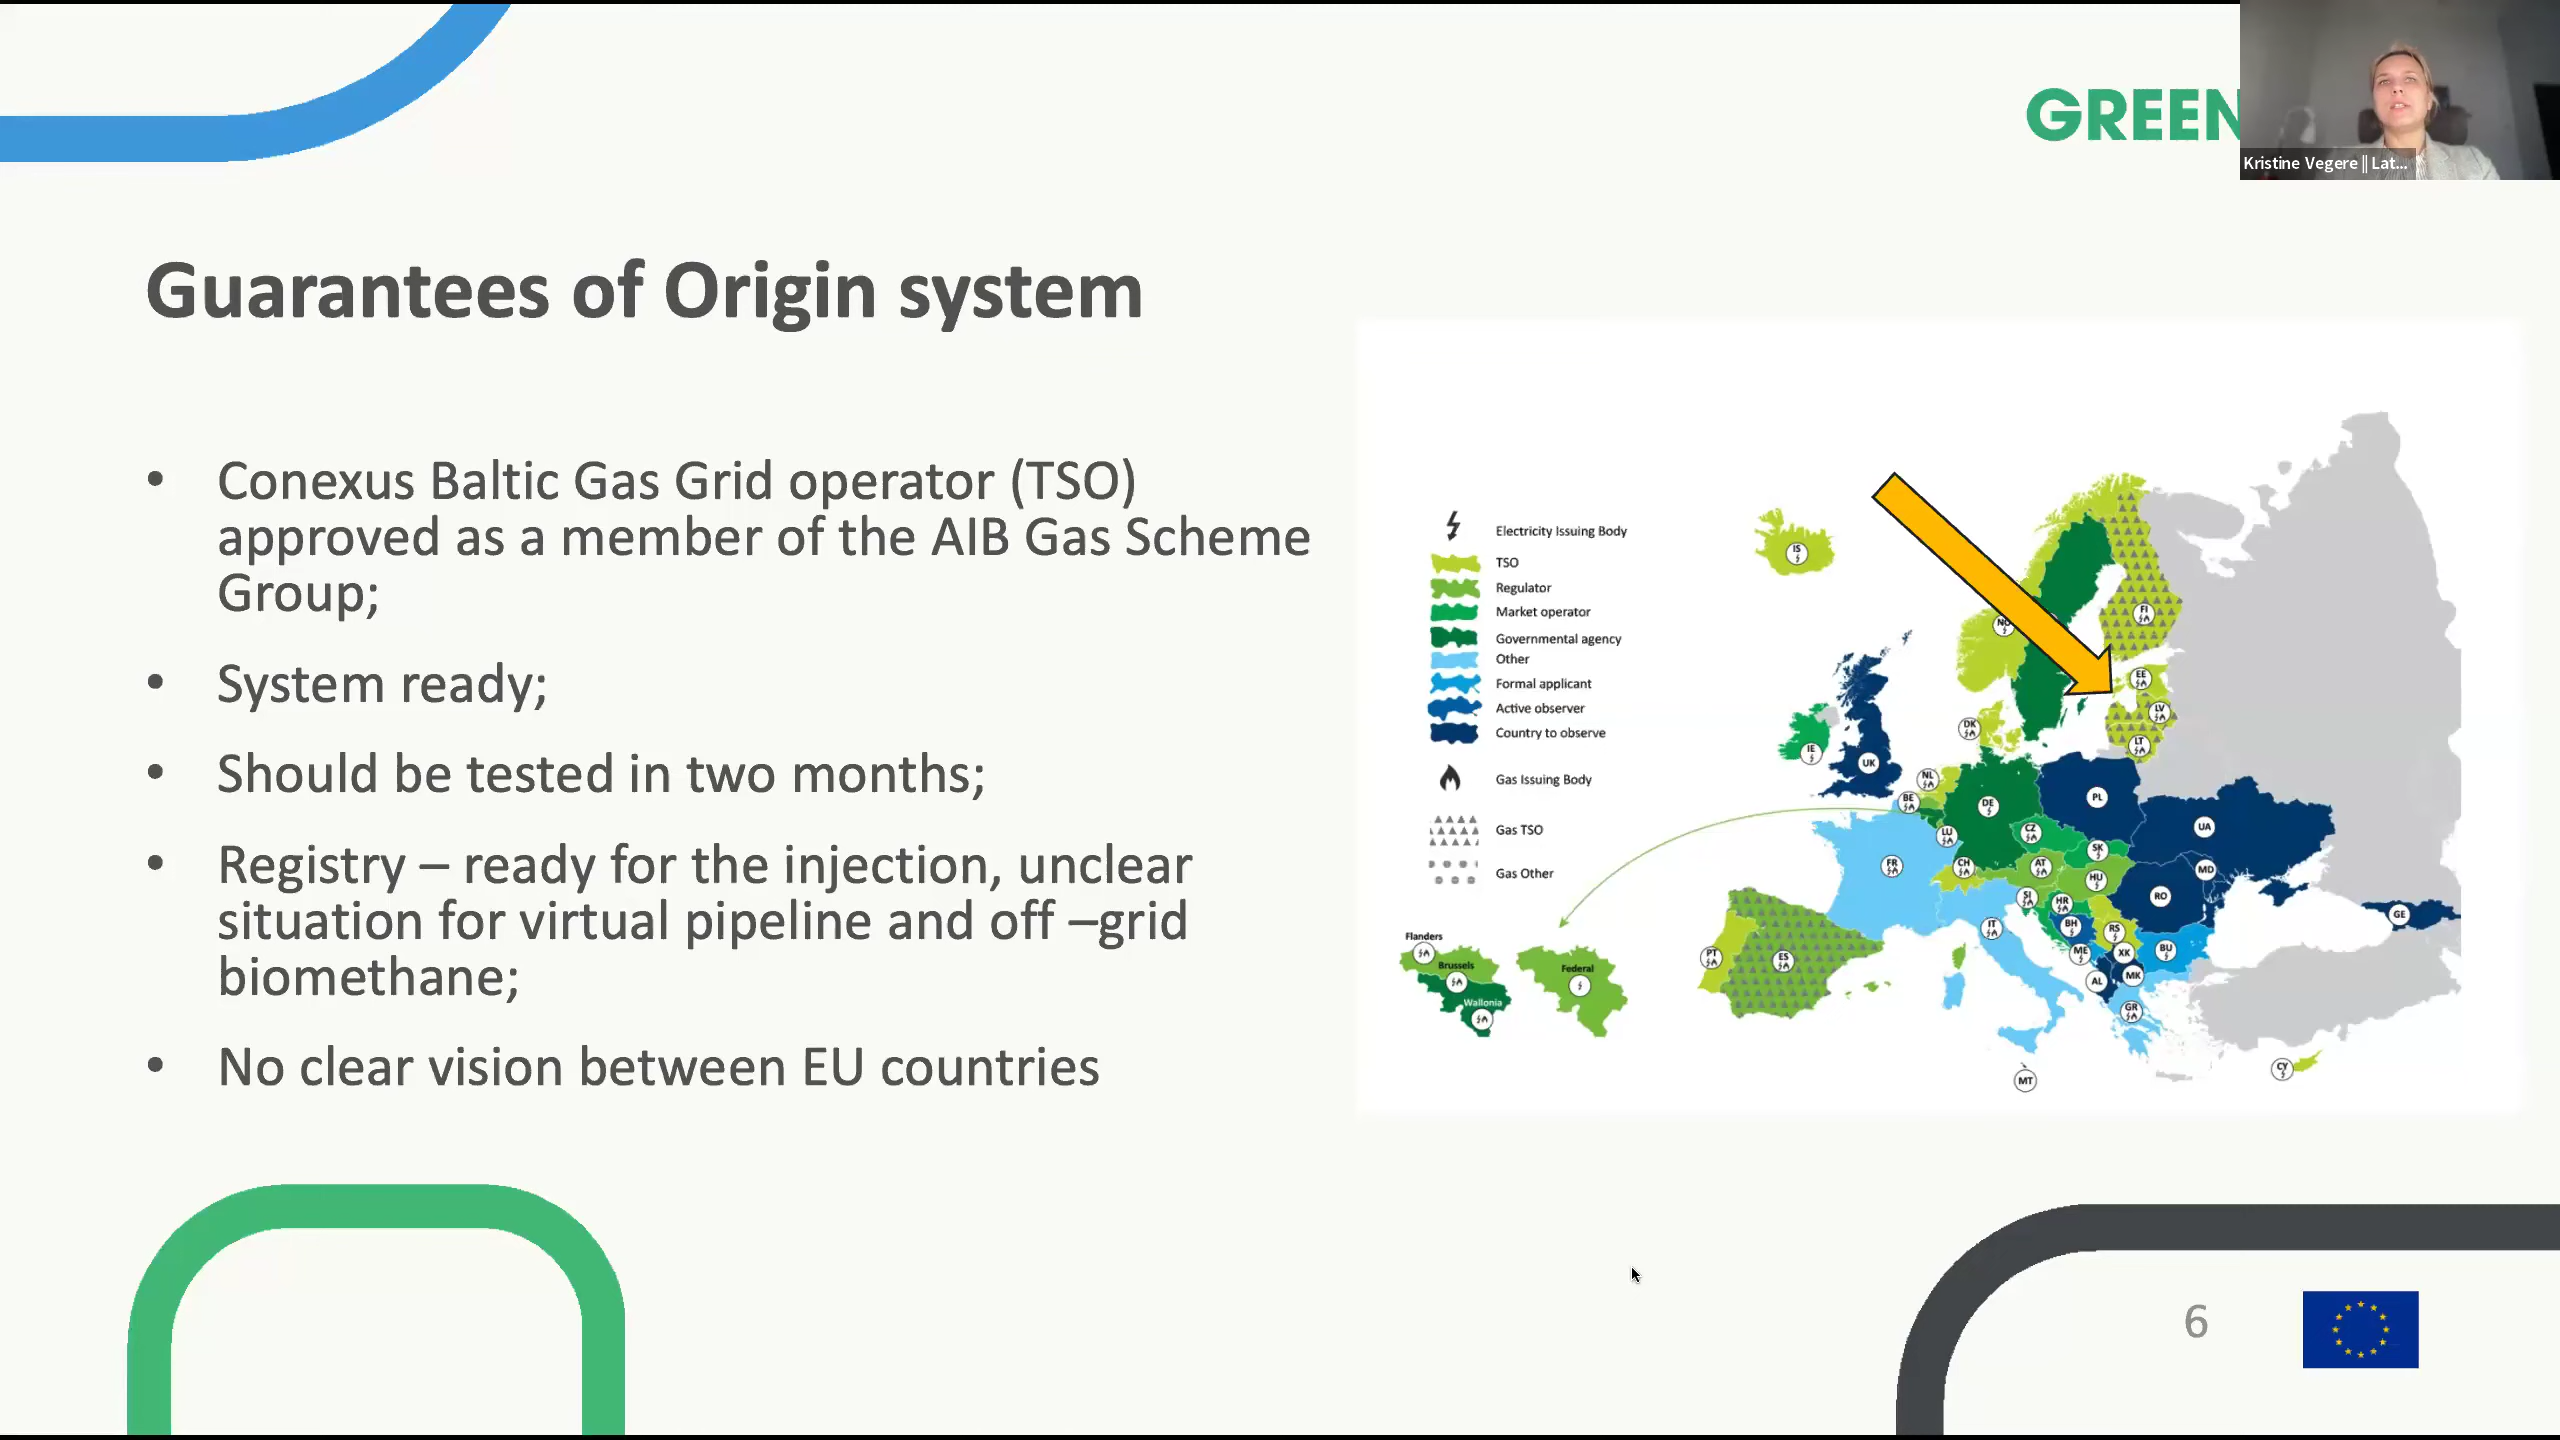 GREEN
Kristine Vegere || Lat...
Guarantees of Origin system
• Conexus Baltic Gas Grid operator (TSO)
approved as a member of the AIB Gas Scheme
Group;
• System ready;
• Should be tested in two months;
• Registry – ready for the injection, unclear
situation for virtual pipeline and off –grid
biomethane;
• No clear vision between EU countries
Electricity Issuing Body
TSO
Regulator
Market operator
Governmental agency
Other
Formal applicant
Active observer
Country to observe
Gas Issuing Body
Gas TSO
Gas Other
Flanders
Brussels
Wallonia
Federal
IS
NO
FI
EE
LV
LT
DK
IE
UK
NL
BE
DE
PL
LU
CZ
UA
FR
CH
AT
SK
HU
MD
SI
HR
RO
GE
IT
BH
RS
PT
ES
ME
XK
BU
AL
MK
GR
MT
CY
6